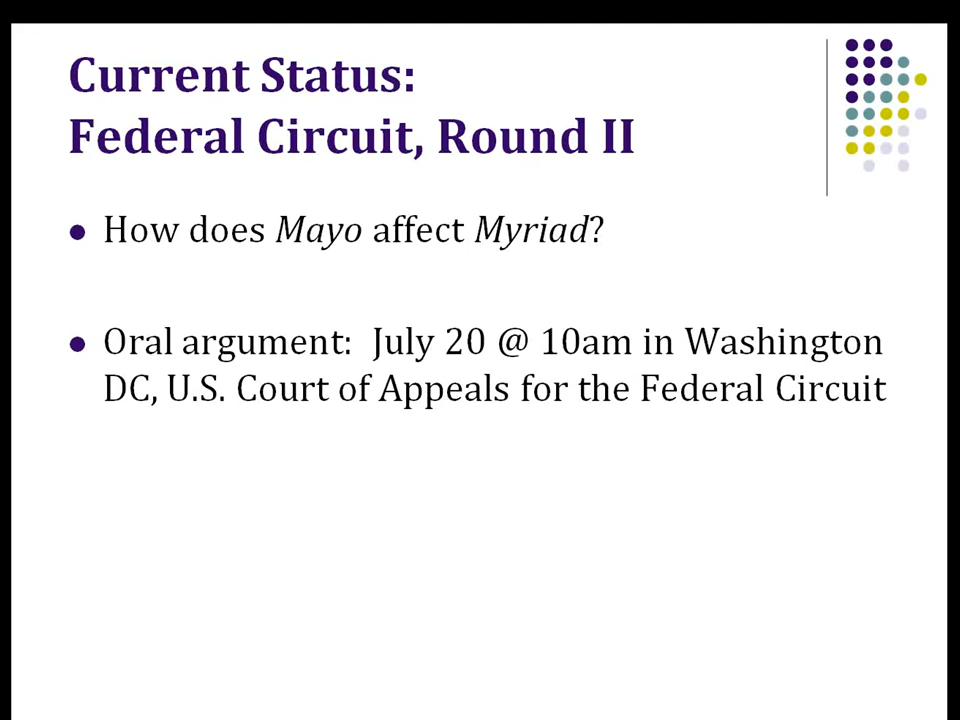 Current Status:
Federal Circuit, Round II
How does Mayo affect Myriad?
Oral argument: July 20 @ 10am in Washington
DC, U.S. Court of Appeals for the Federal Circuit